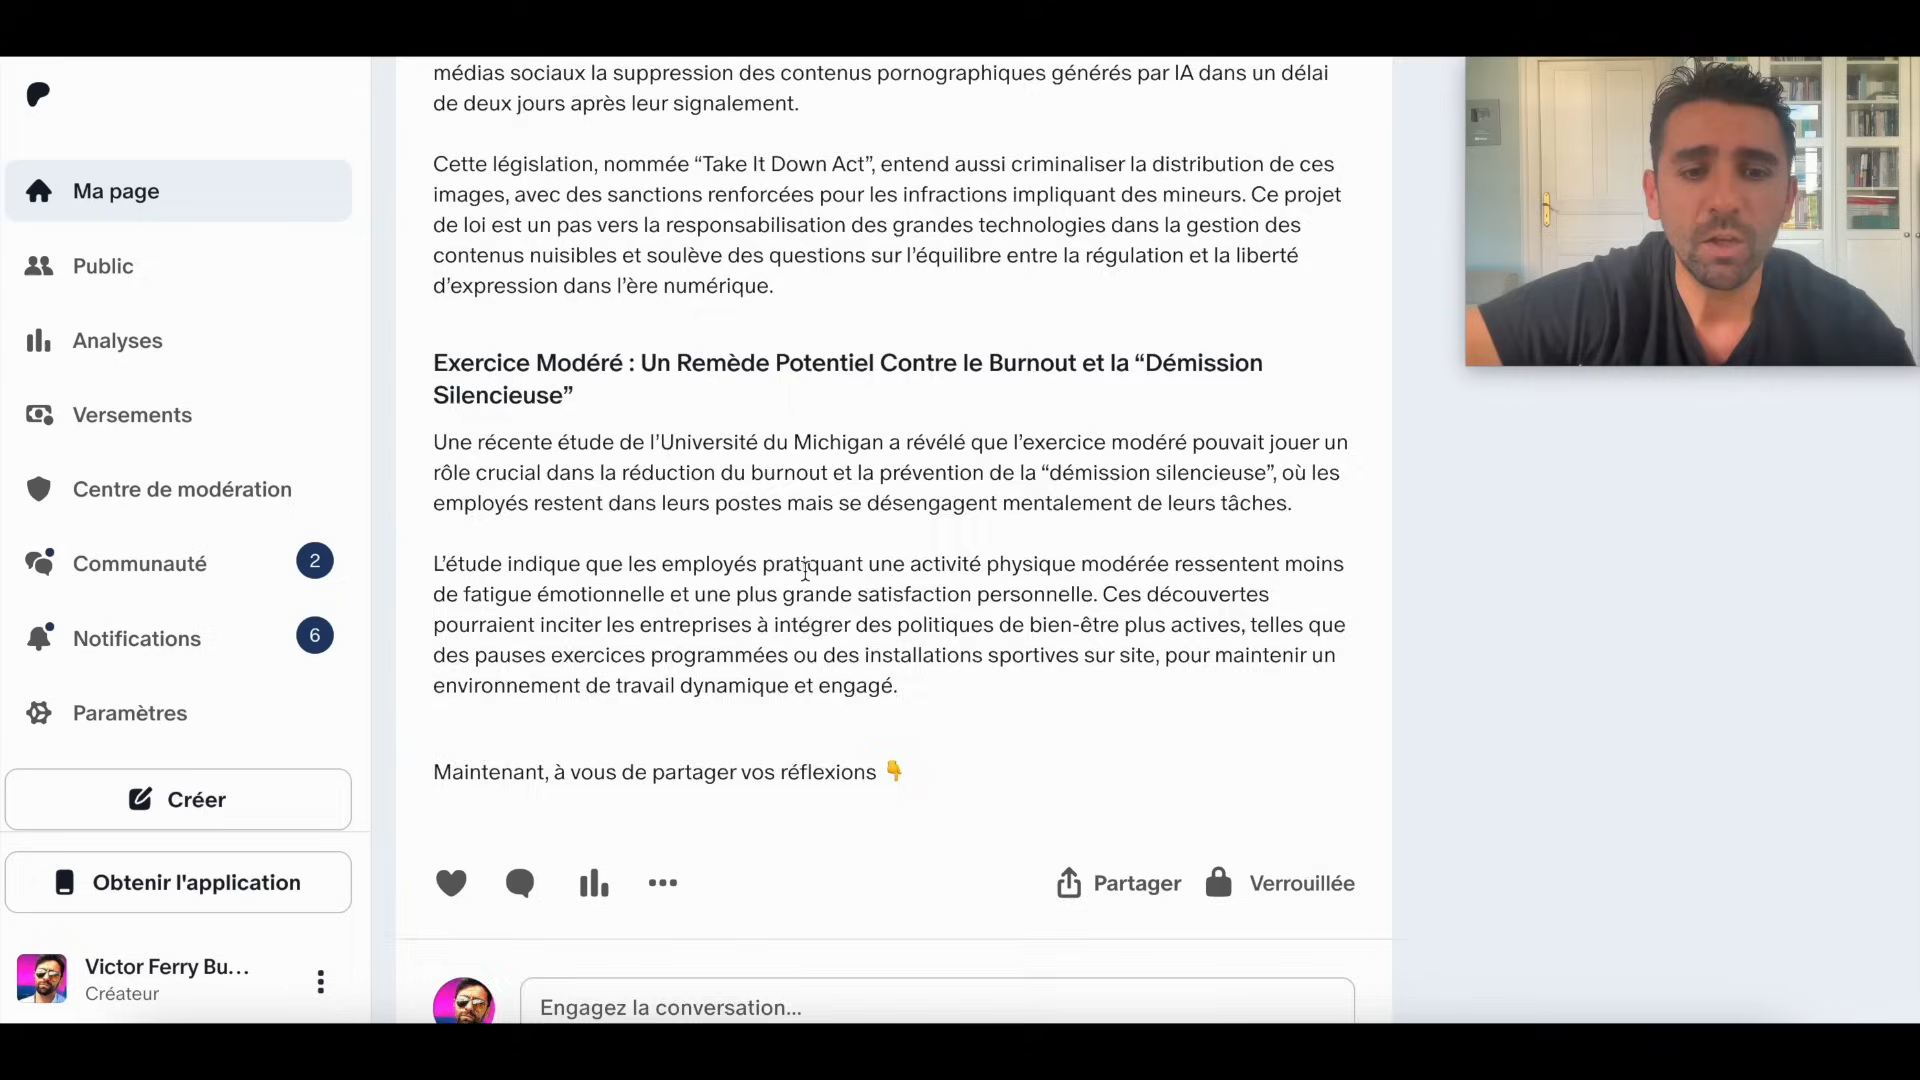 médias sociaux la suppression des contenus pornographiques générés par IA dans un délai
de deux jours après leur signalement.
Cette législation, nommée “Take It Down Act”, entend aussi criminaliser la distribution de ces
images, avec des sanctions renforcées pour les infractions impliquant des mineurs. Ce projet
de loi est un pas vers la responsabilisation des grandes technologies dans la gestion des
contenus nuisibles et soulève des questions sur l’équilibre entre la régulation et la liberté
d’expression dans l’ère numérique.
Exercice Modéré : Un Remède Potentiel Contre le Burnout et la “Démission
Silencieuse”
Une récente étude de l’Université du Michigan a révélé que l’exercice modéré pouvait jouer un
rôle crucial dans la réduction du burnout et la prévention de la “démission silencieuse”, où les
employés restent dans leurs postes mais se désengagent mentalement de leurs tâches.
L’étude indique que les employés pratiquant une activité physique modérée ressentent moins
de fatigue émotionnelle et une plus grande satisfaction personnelle. Ces découvertes
pourraient inciter les entreprises à intégrer des politiques de bien-être plus actives, telles que
des pauses exercices programmées ou des installations sportives sur site, pour maintenir un
environnement de travail dynamique et engagé.
Maintenant, à vous de partager vos réflexions 👇
Partager
Verrouillée
Engagez la conversation...
Ma page
Public
Analyses
Versements
Centre de modération
Communauté 2
Notifications 6
Paramètres
Créer
Obtenir l'application
Victor Ferry Bu...
Créateur